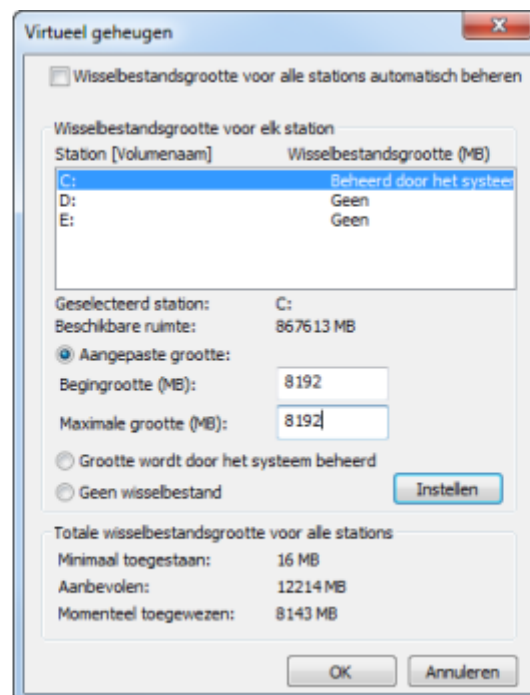 Virtueel geheugen
Wisselbestandsgrootte voor alle stations automatisch beheren
Wisselbestandsgrootte voor elk station
Station [Volumenaam] Wisselbestandsgrootte (MB)
C: Beheerd door het systeer
D: Geen
E: Geen
Geselecteerd station: C:
Beschikbare ruimte: 867613 MB
Aangepaste grootte:
Begingrootte (MB): 8192
Maximale grootte (MB): 8192
Grootte wordt door het systeem beheerd
Geen wisselbestand Instellen
Totale wisselbestandsgrootte voor alle stations
Minimaal toegestaan: 16 MB
Aanbevolen: 12214 MB
Momenteel toegewezen: 8143 MB
OK Annuleren